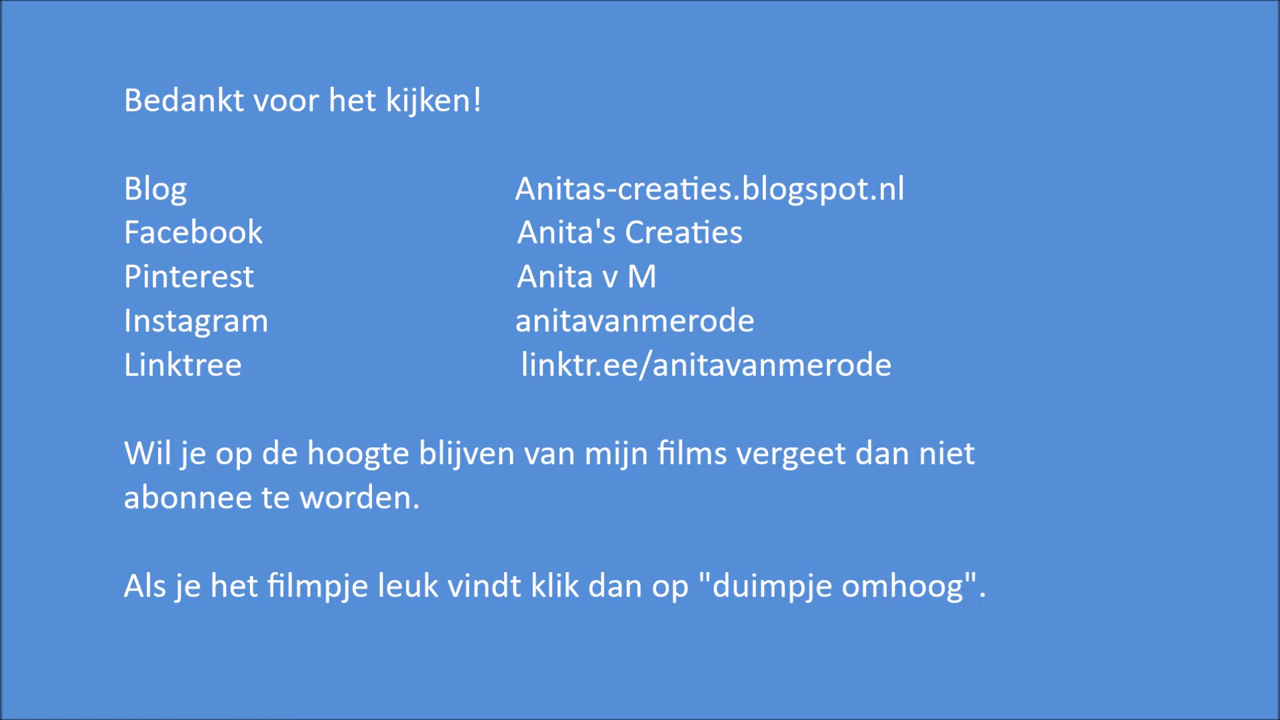 Bedankt voor het kijken!
Blog Anitas-creaties.blogspot.nl
Facebook Anita's Creaties
Pinterest Anita v M
Instagram anitavanmerode
Linktree linktr.ee/anitavanmerode
Wil je op de hoogte blijven van mijn films vergeet dan niet
abonnee te worden.
Als je het filmpje leuk vindt klik dan op "duimpje omhoog".